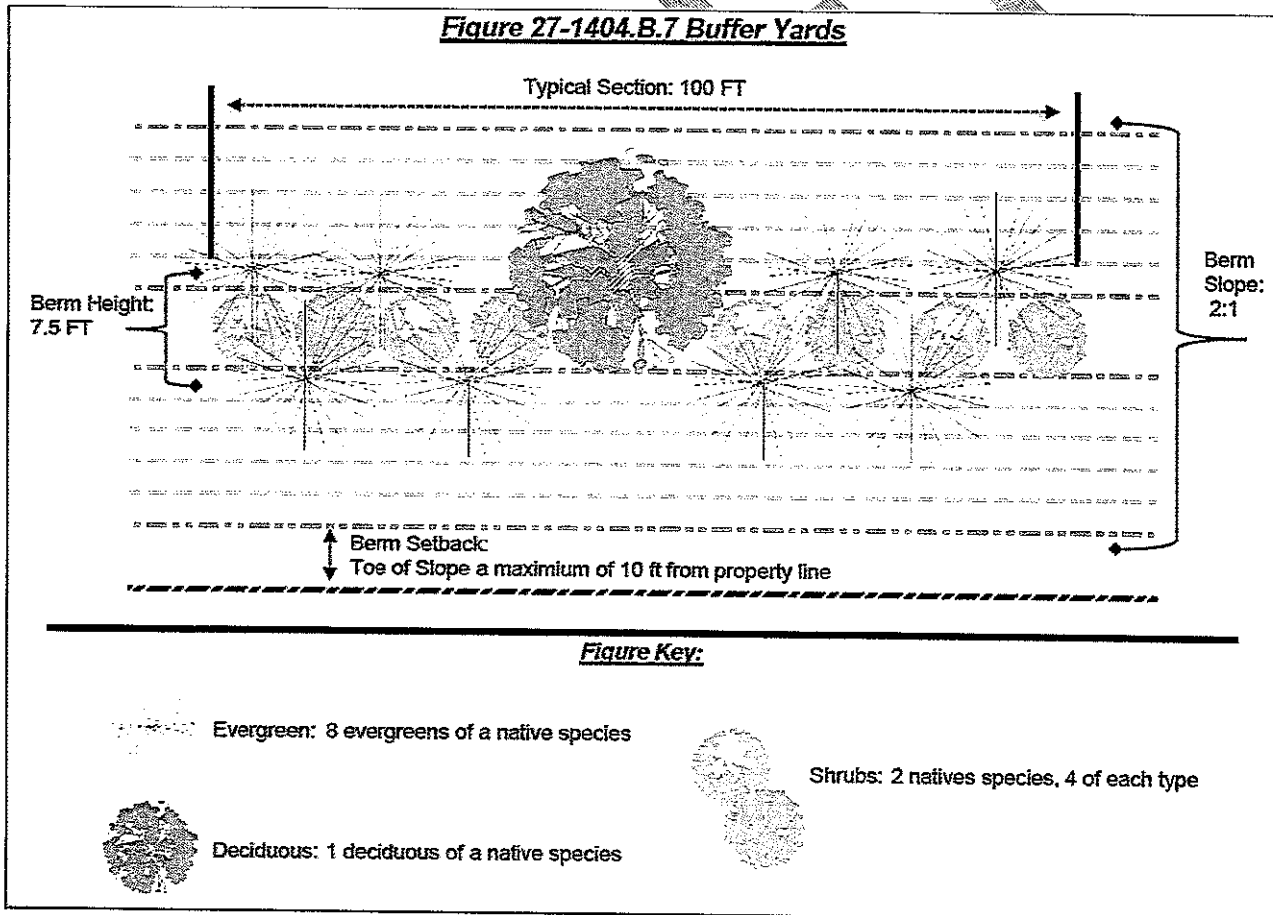 Figure 27-1404.B.7 Buffer Yards
Typical Section: 100 FT
Berm Height:
7.5 FT
Berm
Slope:
2:1
Berm Setback:
Toe of Slope a maximium of 10 ft from property line
Figure Key:
Evergreen: 8 evergreens of a native species
Shrubs: 2 natives species, 4 of each type
Deciduous: 1 deciduous of a native species